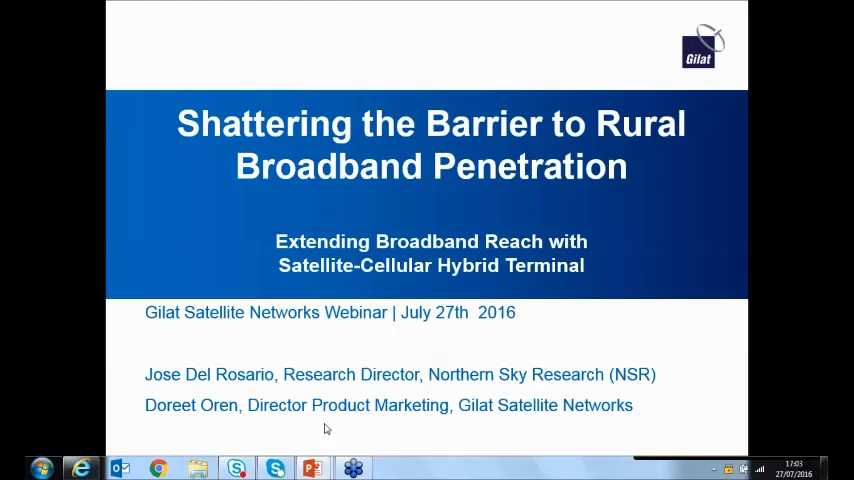 Gilat
Shattering the Barrier to Rural
Broadband Penetration
Extending Broadband Reach with
Satellite-Cellular Hybrid Terminal
Gilat Satellite Networks Webinar | July 27th 2016
Jose Del Rosario, Research Director, Northern Sky Research (NSR)
Doreet Oren, Director Product Marketing, Gilat Satellite Networks
17:03
27/07/2016